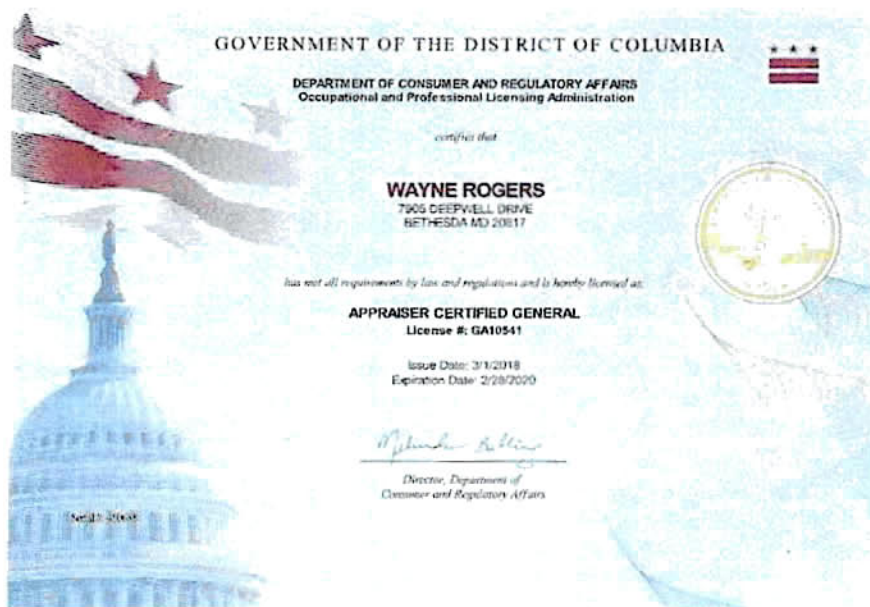 GOVERNMENT OF THE DISTRICT OF COLUMBIA
DEPARTMENT OF CONSUMER AND REGULATORY AFFAIRS
Occupational and Professional Licensing Administration
certifies that
WAYNE ROGERS
7905 DEEPWELL DRIVE
BETHESDA MD 20817
has met all requirements by law and regulations and is hereby licensed as:
APPRAISER CERTIFIED GENERAL
License #: GA10541
Issue Date: 3/1/2018
Expiration Date: 2/28/2020
Director, Department of
Consumer and Regulatory Affairs